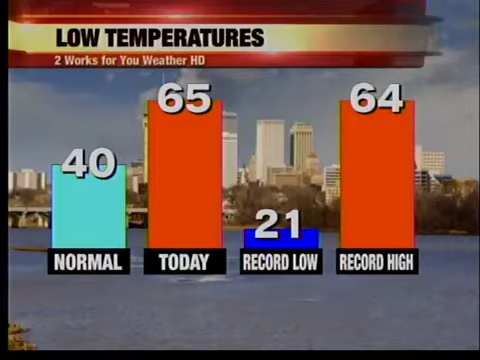 LOW TEMPERATURES
2 Works for You Weather HD
40
65
21
64
NORMAL
TODAY
RECORD LOW
RECORD HIGH